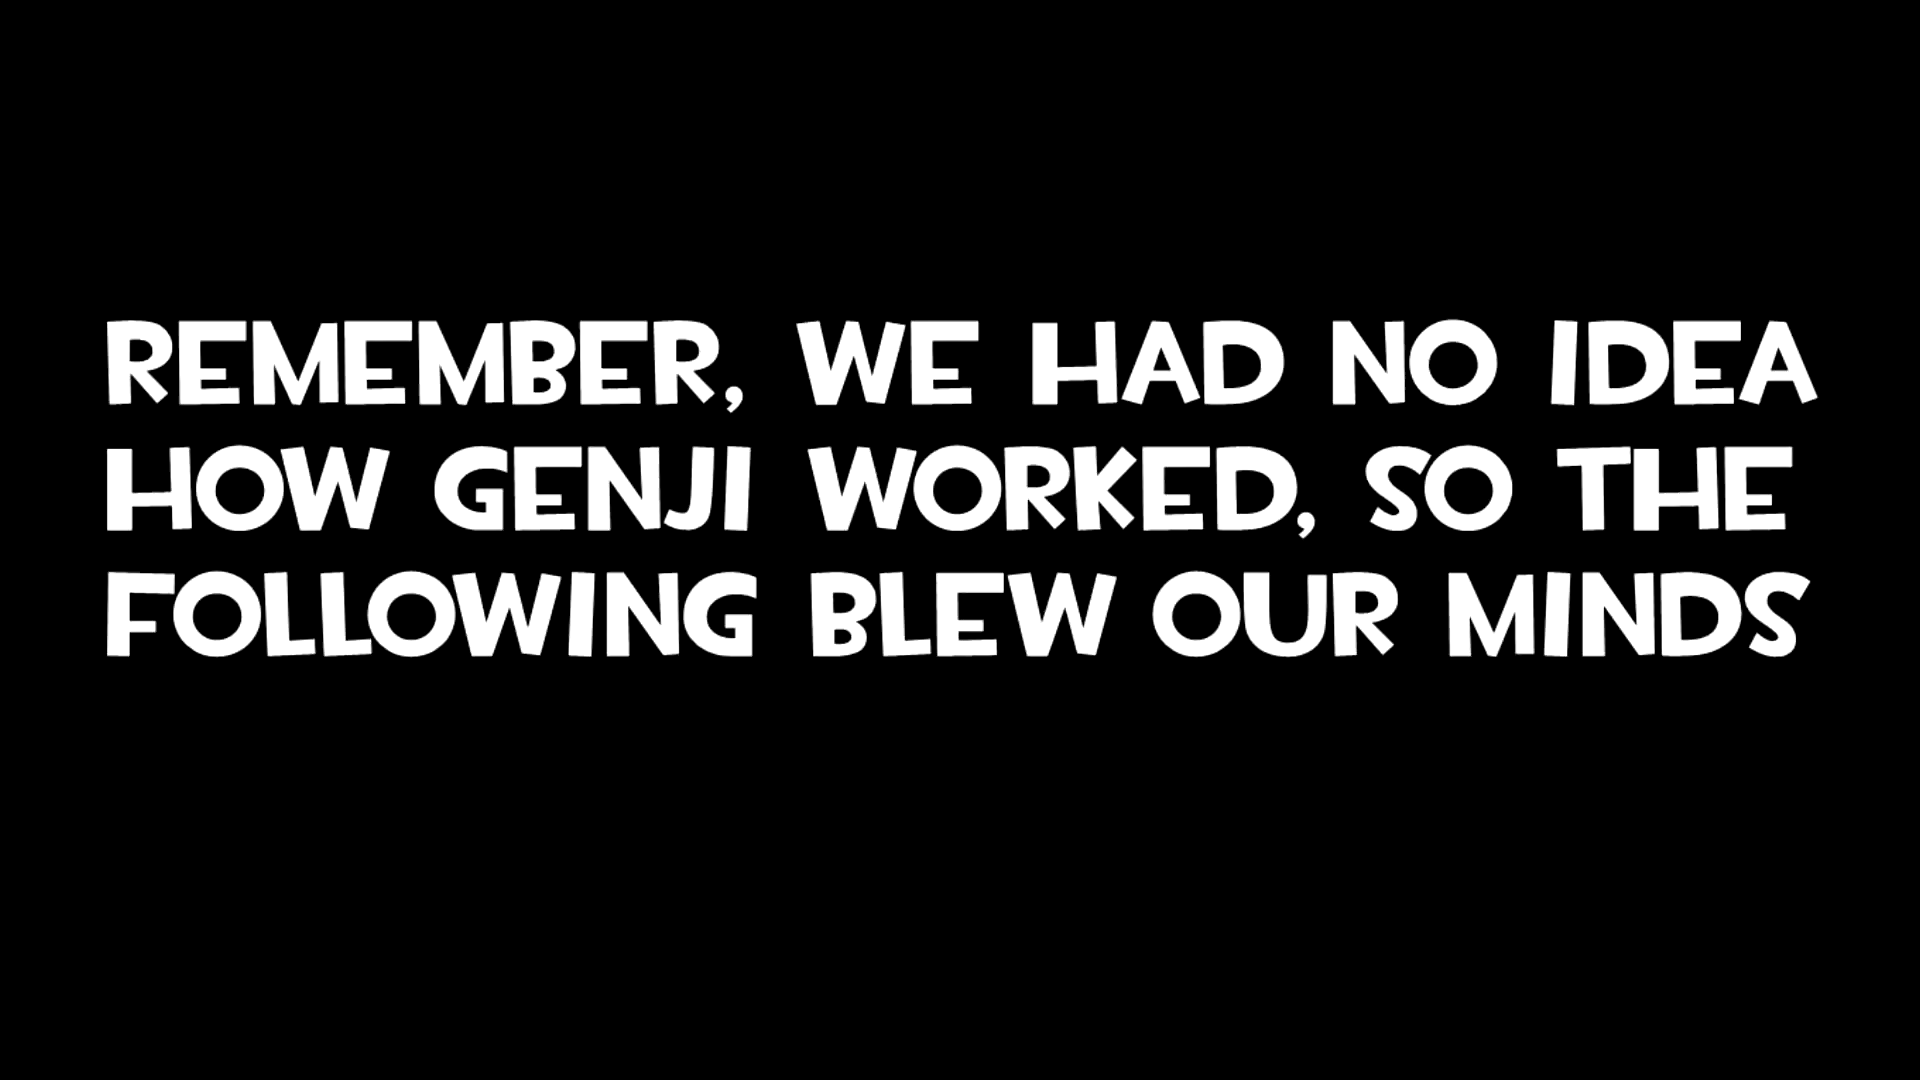 REMEMBER, WE HAD NO IDEA
HOW GENJI WORKED, SO THE
FOLLOWING BLEW OUR MINDS